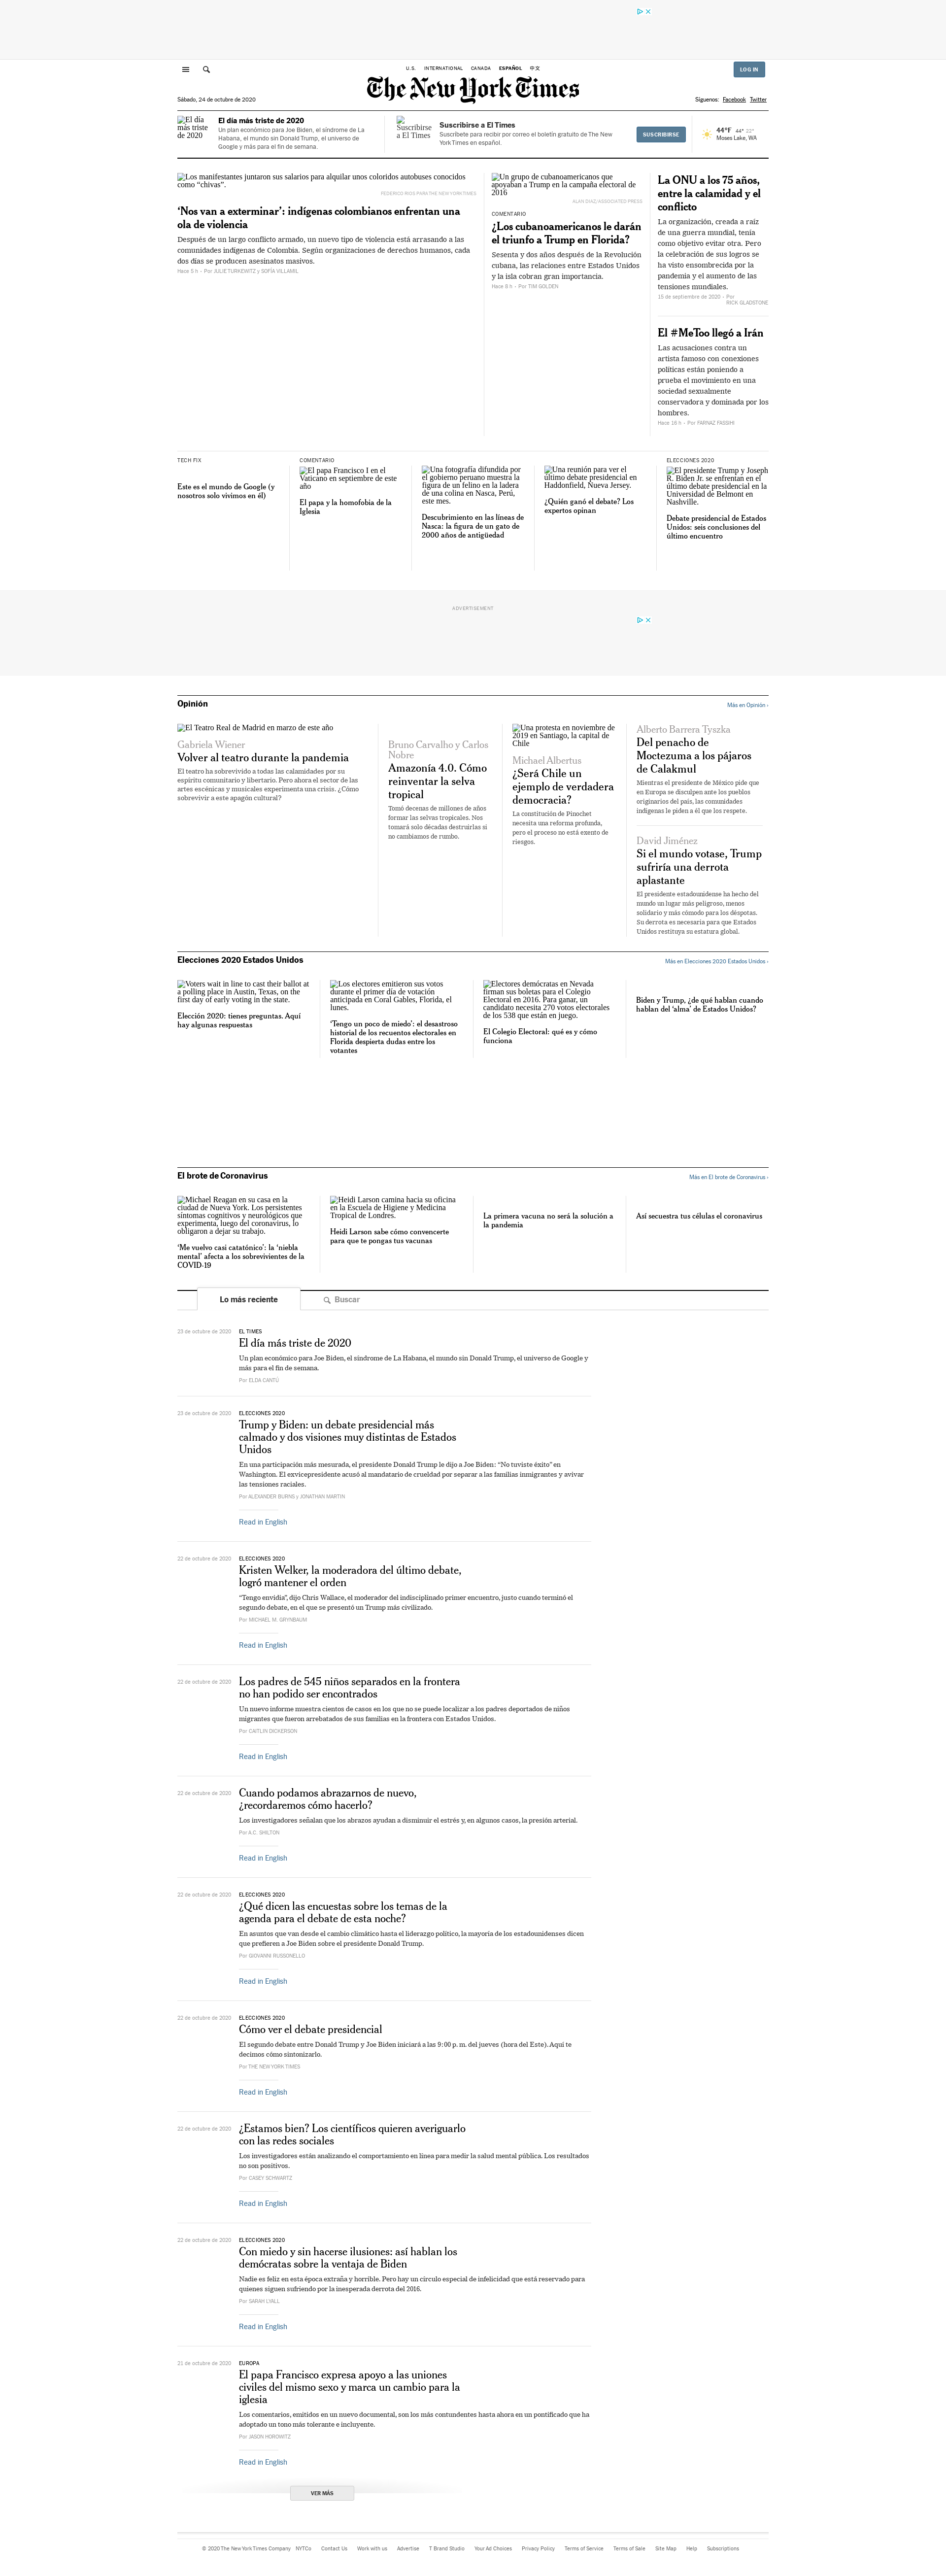 U.S. INTERNATIONAL CANADA ESPAÑOL 中文
LOG IN
The New York Times
Sábado, 24 de octubre de 2020
Síguenos: Facebook Twitter
El día más triste de 2020
El día más triste de 2020
Un plan económico para Joe Biden, el síndrome de La Habana, el mundo sin Donald Trump, el universo de Google y más para el fin de semana.
Suscribirse a El Times
Suscribirse a El Times
Suscríbete para recibir por correo el boletín gratuito de The New York Times en español.
SUSCRIBIRSE
44°F 44° 22°
Moses Lake, WA
Los manifestantes juntaron sus salarios para alquilar unos coloridos autobuses conocidos como “chivas”.
FEDERICO RIOS PARA THE NEW YORK TIMES
‘Nos van a exterminar’: indígenas colombianos enfrentan una ola de violencia
Después de un largo conflicto armado, un nuevo tipo de violencia está arrasando a las comunidades indígenas de Colombia. Según organizaciones de derechos humanos, cada dos días se producen asesinatos masivos.
Hace 5 h – Por JULIE TURKEWITZ y SOFÍA VILLAMIL
Un grupo de cubanoamericanos que apoyaban a Trump en la campaña electoral de 2016
ALAN DIAZ/ASSOCIATED PRESS
COMENTARIO
¿Los cubanoamericanos le darán el triunfo a Trump en Florida?
Sesenta y dos años después de la Revolución cubana, las relaciones entre Estados Unidos y la isla cobran gran importancia.
Hace 6 h – Por TIM GOLDEN
La ONU a los 75 años, entre la calamidad y el conflicto
La organización, creada a raíz de una guerra mundial, tenía como objetivo evitar otra. Pero la celebración de sus logros se ha visto ensombrecida por la pandemia y el aumento de las tensiones mundiales.
15 de septiembre de 2020 – Por RICK GLADSTONE
El #MeToo llegó a Irán
Las acusaciones contra un artista famoso con conexiones políticas están poniendo a prueba el movimiento en una sociedad sexualmente conservadora y dominada por los hombres.
Hace 16 h – Por FARNAZ FASSIHI
TECH FIX
Este es el mundo de Google (y nosotros solo vivimos en él)
COMENTARIO
El papa Francisco I en el Vaticano en septiembre de este año
El papa y la homofobia de la Iglesia
Una fotografía difundida por el gobierno peruano muestra la figura de un felino en la ladera de una colina en Nasca, Perú, este mes.
Descubrimiento en las líneas de Nasca: la figura de un gato de 2000 años de antigüedad
Una reunión para ver el último debate presidencial en Haddonfield, Nueva Jersey.
¿Quién ganó el debate? Los expertos opinan
ELECCIONES 2020
El presidente Trump y Joseph R. Biden Jr. se enfrentan en el último debate presidencial en la Universidad de Belmont en Nashville.
Debate presidencial de Estados Unidos: seis conclusiones del último encuentro
ADVERTISEMENT
Opinión
Más en Opinión ›
El Teatro Real de Madrid en marzo de este año
Gabriela Wiener
Volver al teatro durante la pandemia
El teatro ha sobrevivido a todas las calamidades por su espíritu comunitario y libertario. Pero ahora el sector de las artes escénicas y musicales experimenta una crisis. ¿Cómo sobrevivir a este apagón cultural?
Bruno Carvalho y Carlos Nobre
Amazonía 4.0. Cómo reinventar la selva tropical
Tomó decenas de millones de años formar las selvas tropicales. Nos tomará solo décadas destruirlas si no cambiamos de rumbo.
Una protesta en noviembre de 2019 en Santiago, la capital de Chile
Michael Albertus
¿Será Chile un ejemplo de verdadera democracia?
La constitución de Pinochet necesita una reforma profunda, pero el proceso no está exento de riesgos.
Alberto Barrera Tyszka
Del penacho de Moctezuma a los pájaros de Calakmul
Mientras el presidente de México pide que en Europa se disculpen ante los pueblos originarios del país, las comunidades indígenas le piden a él que los respete.
David Jiménez
Si el mundo votase, Trump sufriría una derrota aplastante
El presidente estadounidense ha hecho del mundo un lugar más peligroso, menos solidario y más cómodo para los déspotas. Su derrota es necesaria para que Estados Unidos restituya su estatura global.
Elecciones 2020 Estados Unidos
Más en Elecciones 2020 Estados Unidos ›
Voters wait in line to cast their ballot at a polling place in Austin, Texas, on the first day of early voting in the state.
Elección 2020: tienes preguntas. Aquí hay algunas respuestas
Los electores emitieron sus votos durante el primer día de votación anticipada en Coral Gables, Florida, el lunes.
‘Tengo un poco de miedo’: el desastroso historial de los recuentos electorales en Florida despierta dudas entre los votantes
Electores demócratas en Nevada firman sus boletas para el Colegio Electoral en 2016. Para ganar, un candidato necesita 270 votos electorales de los 538 que están en juego.
El Colegio Electoral: qué es y cómo funciona
Biden y Trump, ¿de qué hablan cuando hablan del ‘alma’ de Estados Unidos?
El brote de Coronavirus
Más en El brote de Coronavirus ›
Michael Reagan en su casa en la ciudad de Nueva York. Los persistentes síntomas cognitivos y neurológicos que experimenta, luego del coronavirus, lo obligaron a dejar su trabajo.
‘Me vuelvo casi catatónico’: la ‘niebla mental’ afecta a los sobrevivientes de la COVID-19
Heidi Larson camina hacia su oficina en la Escuela de Higiene y Medicina Tropical de Londres.
Heidi Larson sabe cómo convencerte para que te pongas tus vacunas
La primera vacuna no será la solución a la pandemia
Así secuestra tus células el coronavirus
Lo más reciente
Buscar
23 de octubre de 2020
EL TIMES
El día más triste de 2020
Un plan económico para Joe Biden, el síndrome de La Habana, el mundo sin Donald Trump, el universo de Google y más para el fin de semana.
Por ELDA CANTÚ
23 de octubre de 2020
ELECCIONES 2020
Trump y Biden: un debate presidencial más calmado y dos visiones muy distintas de Estados Unidos
En una participación más mesurada, el presidente Donald Trump le dijo a Joe Biden: “No tuviste éxito” en Washington. El exvicepresidente acusó al mandatario de crueldad por separar a las familias inmigrantes y avivar las tensiones raciales.
Por ALEXANDER BURNS y JONATHAN MARTIN
Read in English
22 de octubre de 2020
ELECCIONES 2020
Kristen Welker, la moderadora del último debate, logró mantener el orden
“Tengo envidia”, dijo Chris Wallace, el moderador del indisciplinado primer encuentro, justo cuando terminó el segundo debate, en el que se presentó un Trump más civilizado.
Por MICHAEL M. GRYNBAUM
Read in English
22 de octubre de 2020
Los padres de 545 niños separados en la frontera no han podido ser encontrados
Un nuevo informe muestra cientos de casos en los que no se puede localizar a los padres deportados de niños migrantes que fueron arrebatados de sus familias en la frontera con Estados Unidos.
Por CAITLIN DICKERSON
Read in English
22 de octubre de 2020
Cuando podamos abrazarnos de nuevo, ¿recordaremos cómo hacerlo?
Los investigadores señalan que los abrazos ayudan a disminuir el estrés y, en algunos casos, la presión arterial.
Por A.C. SHILTON
Read in English
22 de octubre de 2020
ELECCIONES 2020
¿Qué dicen las encuestas sobre los temas de la agenda para el debate de esta noche?
En asuntos que van desde el cambio climático hasta el liderazgo político, la mayoría de los estadounidenses dicen que prefieren a Joe Biden sobre el presidente Donald Trump.
Por GIOVANNI RUSSONELLO
Read in English
22 de octubre de 2020
ELECCIONES 2020
Cómo ver el debate presidencial
El segundo debate entre Donald Trump y Joe Biden iniciará a las 9:00 p. m. del jueves (hora del Este). Aquí te decimos cómo sintonizarlo.
Por THE NEW YORK TIMES
Read in English
22 de octubre de 2020
¿Estamos bien? Los científicos quieren averiguarlo con las redes sociales
Los investigadores están analizando el comportamiento en línea para medir la salud mental pública. Los resultados no son positivos.
Por CASEY SCHWARTZ
Read in English
22 de octubre de 2020
ELECCIONES 2020
Con miedo y sin hacerse ilusiones: así hablan los demócratas sobre la ventaja de Biden
Nadie es feliz en esta época extraña y horrible. Pero hay un círculo especial de infelicidad que está reservado para quienes siguen sufriendo por la inesperada derrota del 2016.
Por SARAH LYALL
Read in English
21 de octubre de 2020
EUROPA
El papa Francisco expresa apoyo a las uniones civiles del mismo sexo y marca un cambio para la iglesia
Los comentarios, emitidos en un nuevo documental, son los más contundentes hasta ahora en un pontificado que ha adoptado un tono más tolerante e incluyente.
Por JASON HOROWITZ
Read in English
VER MÁS
© 2020 The New York Times Company NYTCo Contact Us Work with us Advertise T Brand Studio Your Ad Choices Privacy Policy Terms of Service Terms of Sale Site Map Help Subscriptions